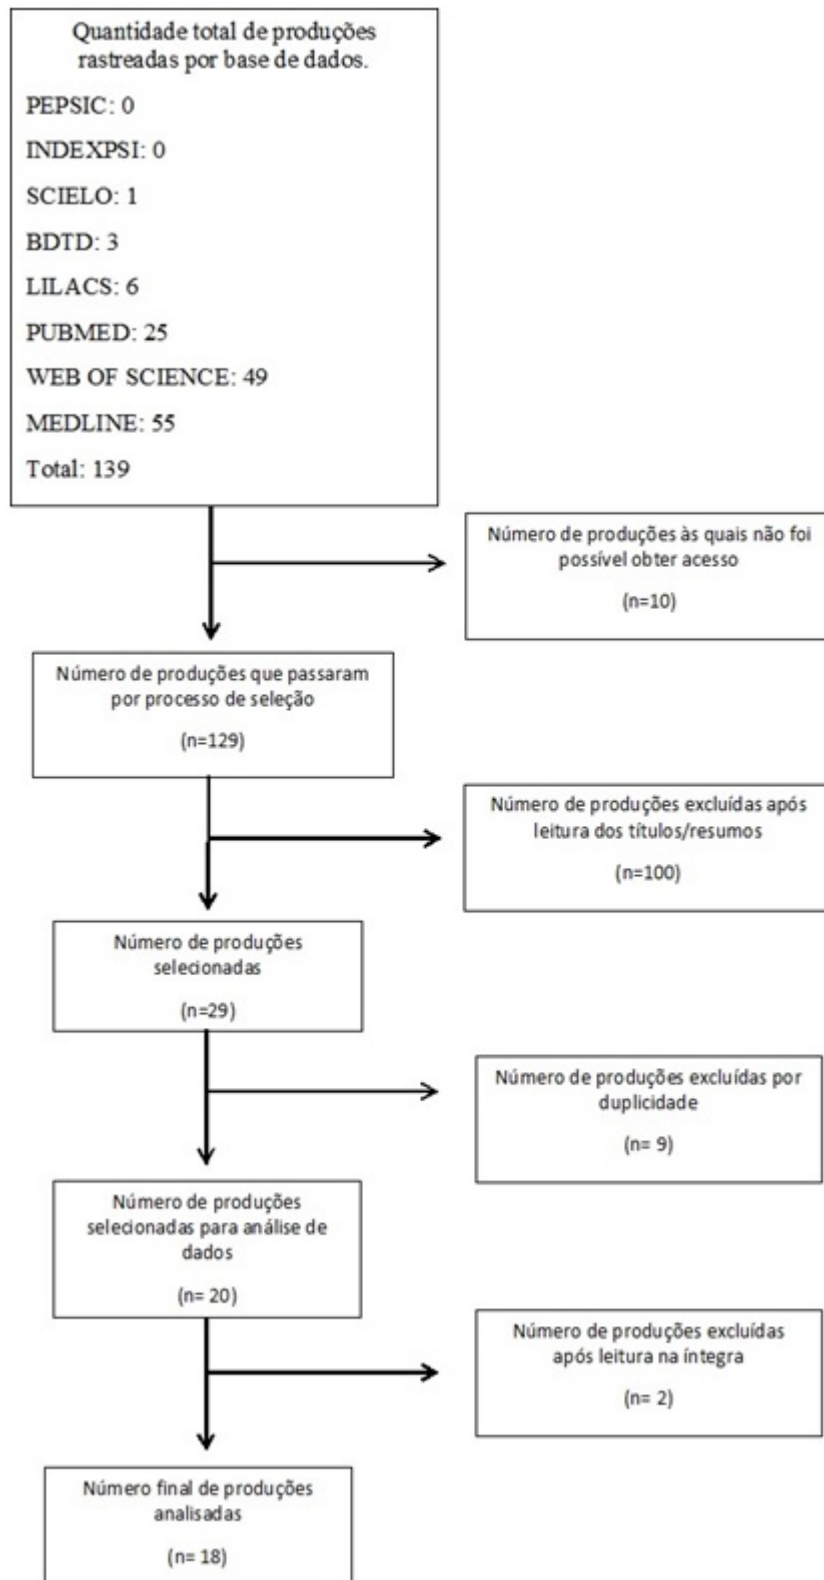 Quantidade total de produções
rastreadas por base de dados.
PEPSIC: 0
INDEXPSI: 0
SCIELO: 1
BDTD: 3
LILACS: 6
PUBMED: 25
WEB OF SCIENCE: 49
MEDLINE: 55
Total: 139
Número de produções às quais não foi
possível obter acesso
(n=10)
Número de produções que passaram
por processo de seleção
(n=129)
Número de produções excluídas após
leitura dos títulos/resumos
(n=100)
Número de produções
selecionadas
(n=29)
Número de produções excluídas por
duplicidade
(n= 9)
Número de produções
selecionadas para análise de
dados
(n= 20)
Número de produções excluídas
após leitura na íntegra
(n= 2)
Número final de produções
analisadas
(n= 18)